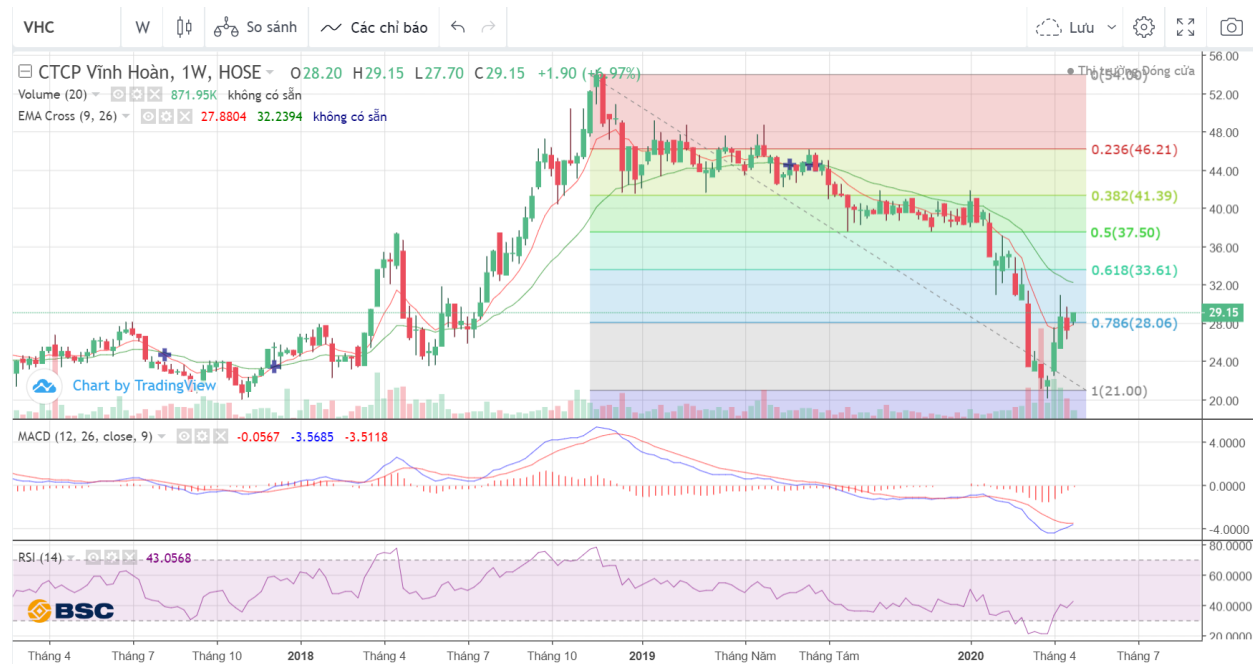 VHC W So sánh Các chỉ báo Lưu
CTCP Vĩnh Hoàn, 1W, HOSE O28.20 H29.15 L27.70 C29.15 +1.90 (+6.97%)
Thị trường Đóng cửa
0(54.00)
Volume (20) 871.95K không có sẵn
EMA Cross (9, 26) 27.8804 32.2394 không có sẵn
0.236(46.21)
0.382(41.39)
0.5(37.50)
0.618(33.61)
0.786(28.06)
1(21.00)
56.00
52.00
48.00
44.00
40.00
36.00
32.00
29.15
28.00
24.00
20.00
Chart by TradingView
MACD (12, 26, close, 9) -0.0567 -3.5685 -3.5118
4.0000
0.0000
-4.0000
RSI (14) 43.0568
80.0000
60.0000
40.0000
20.0000
BSC
Tháng 4 Tháng 7 Tháng 10 2018 Tháng 4 Tháng 7 Tháng 10 2019 Tháng Năm Tháng Tám 2020 Tháng 4 Tháng 7